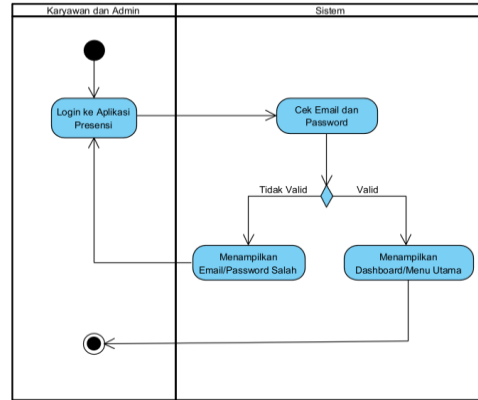 Karyawan dan Admin
Sistem
Login ke Aplikasi
Presensi
Cek Email dan
Password
Tidak Valid
Valid
Menampilkan
Email/Password Salah
Menampilkan
Dashboard/Menu Utama